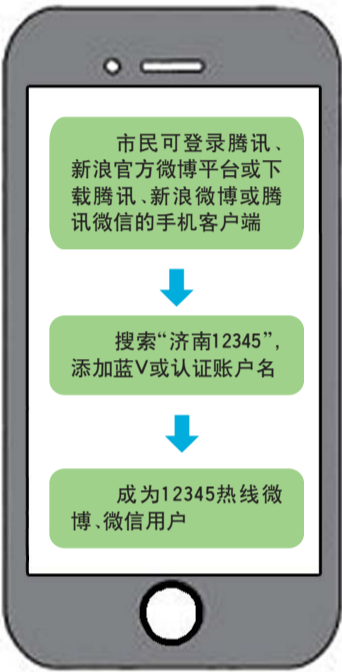 市民可登录腾讯、
新浪官方微博平台或下
载腾讯、新浪微博或腾
讯微信的手机客户端
搜索“济南12345”，
添加蓝V或认证账户名
成为12345热线微
博、微信用户